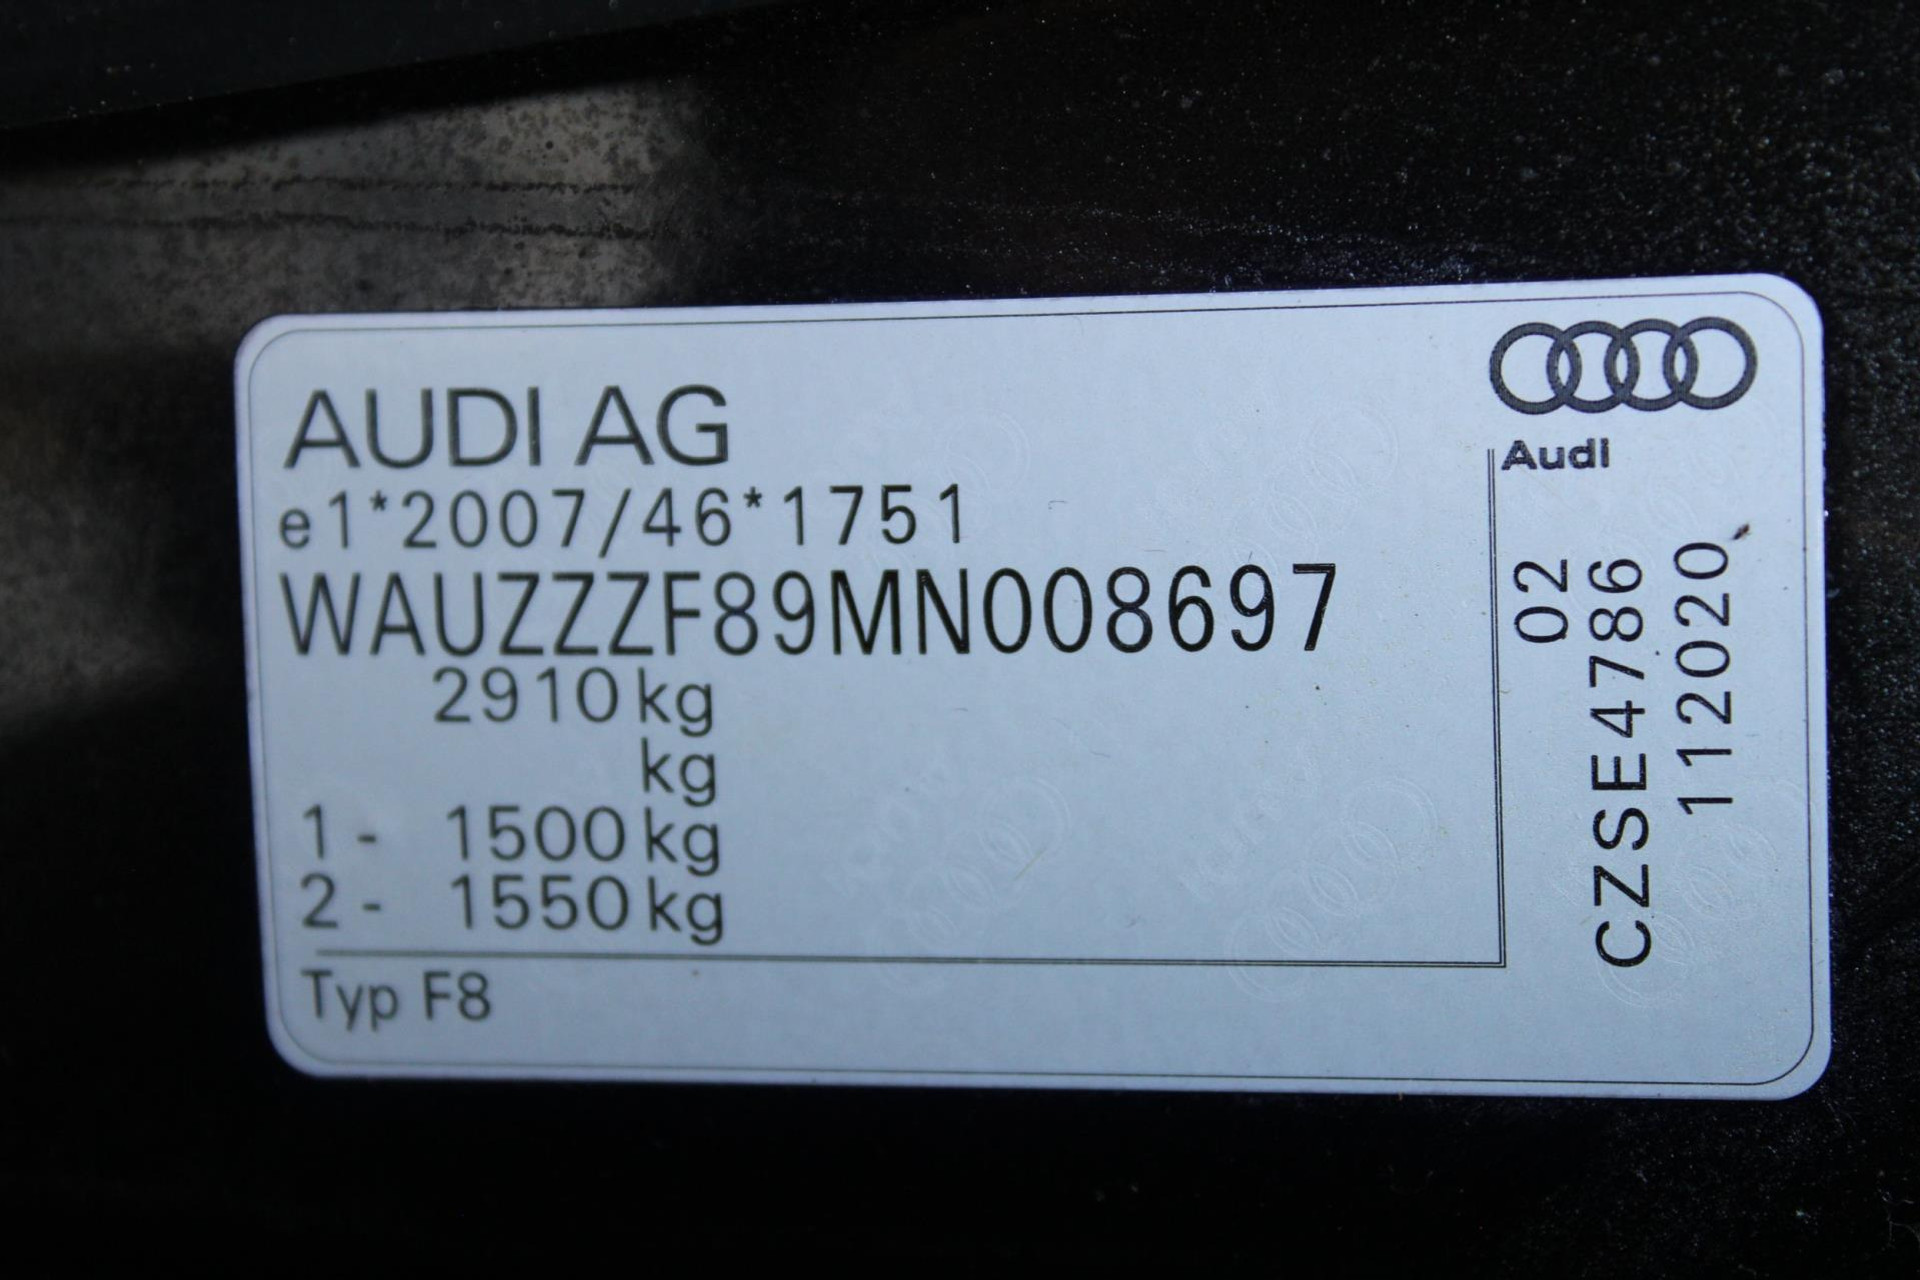 AUDI AG
e1*2007/46*1751
WAUZZZF89MN008697
2910 kg
kg
1 - 1500 kg
2 - 1550 kg
Typ F8
Audi
02
CZSE4786
112020